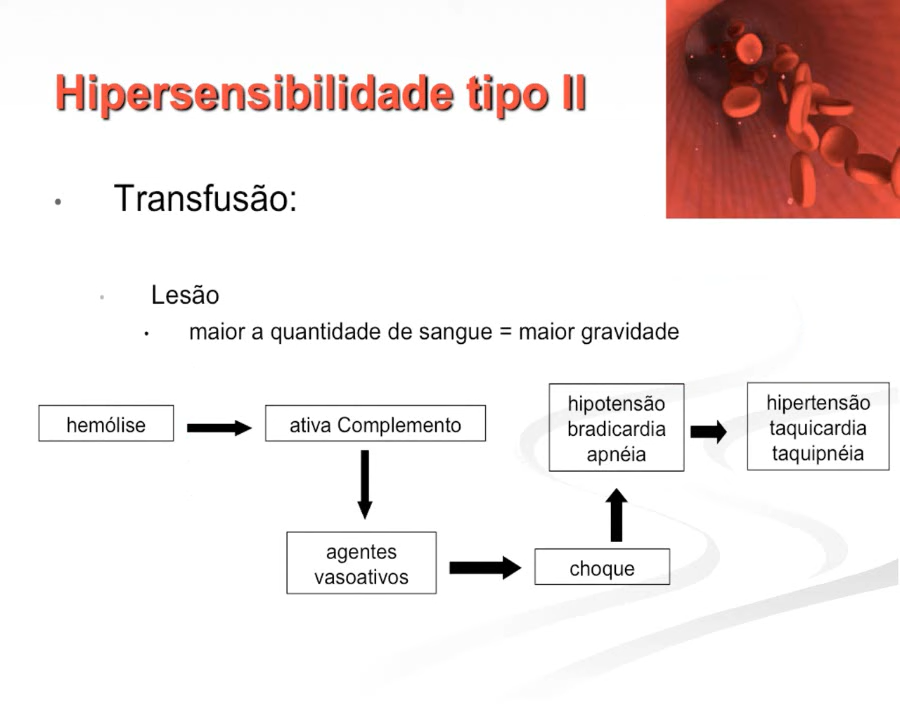 Hipersensibilidade tipo II
• Transfusão:
• Lesão
• maior a quantidade de sangue = maior gravidade
hemólise
ativa Complemento
agentes
vasoativos
choque
hipotensão
bradicardia
apnéia
hipertensão
taquicardia
taquipnéia